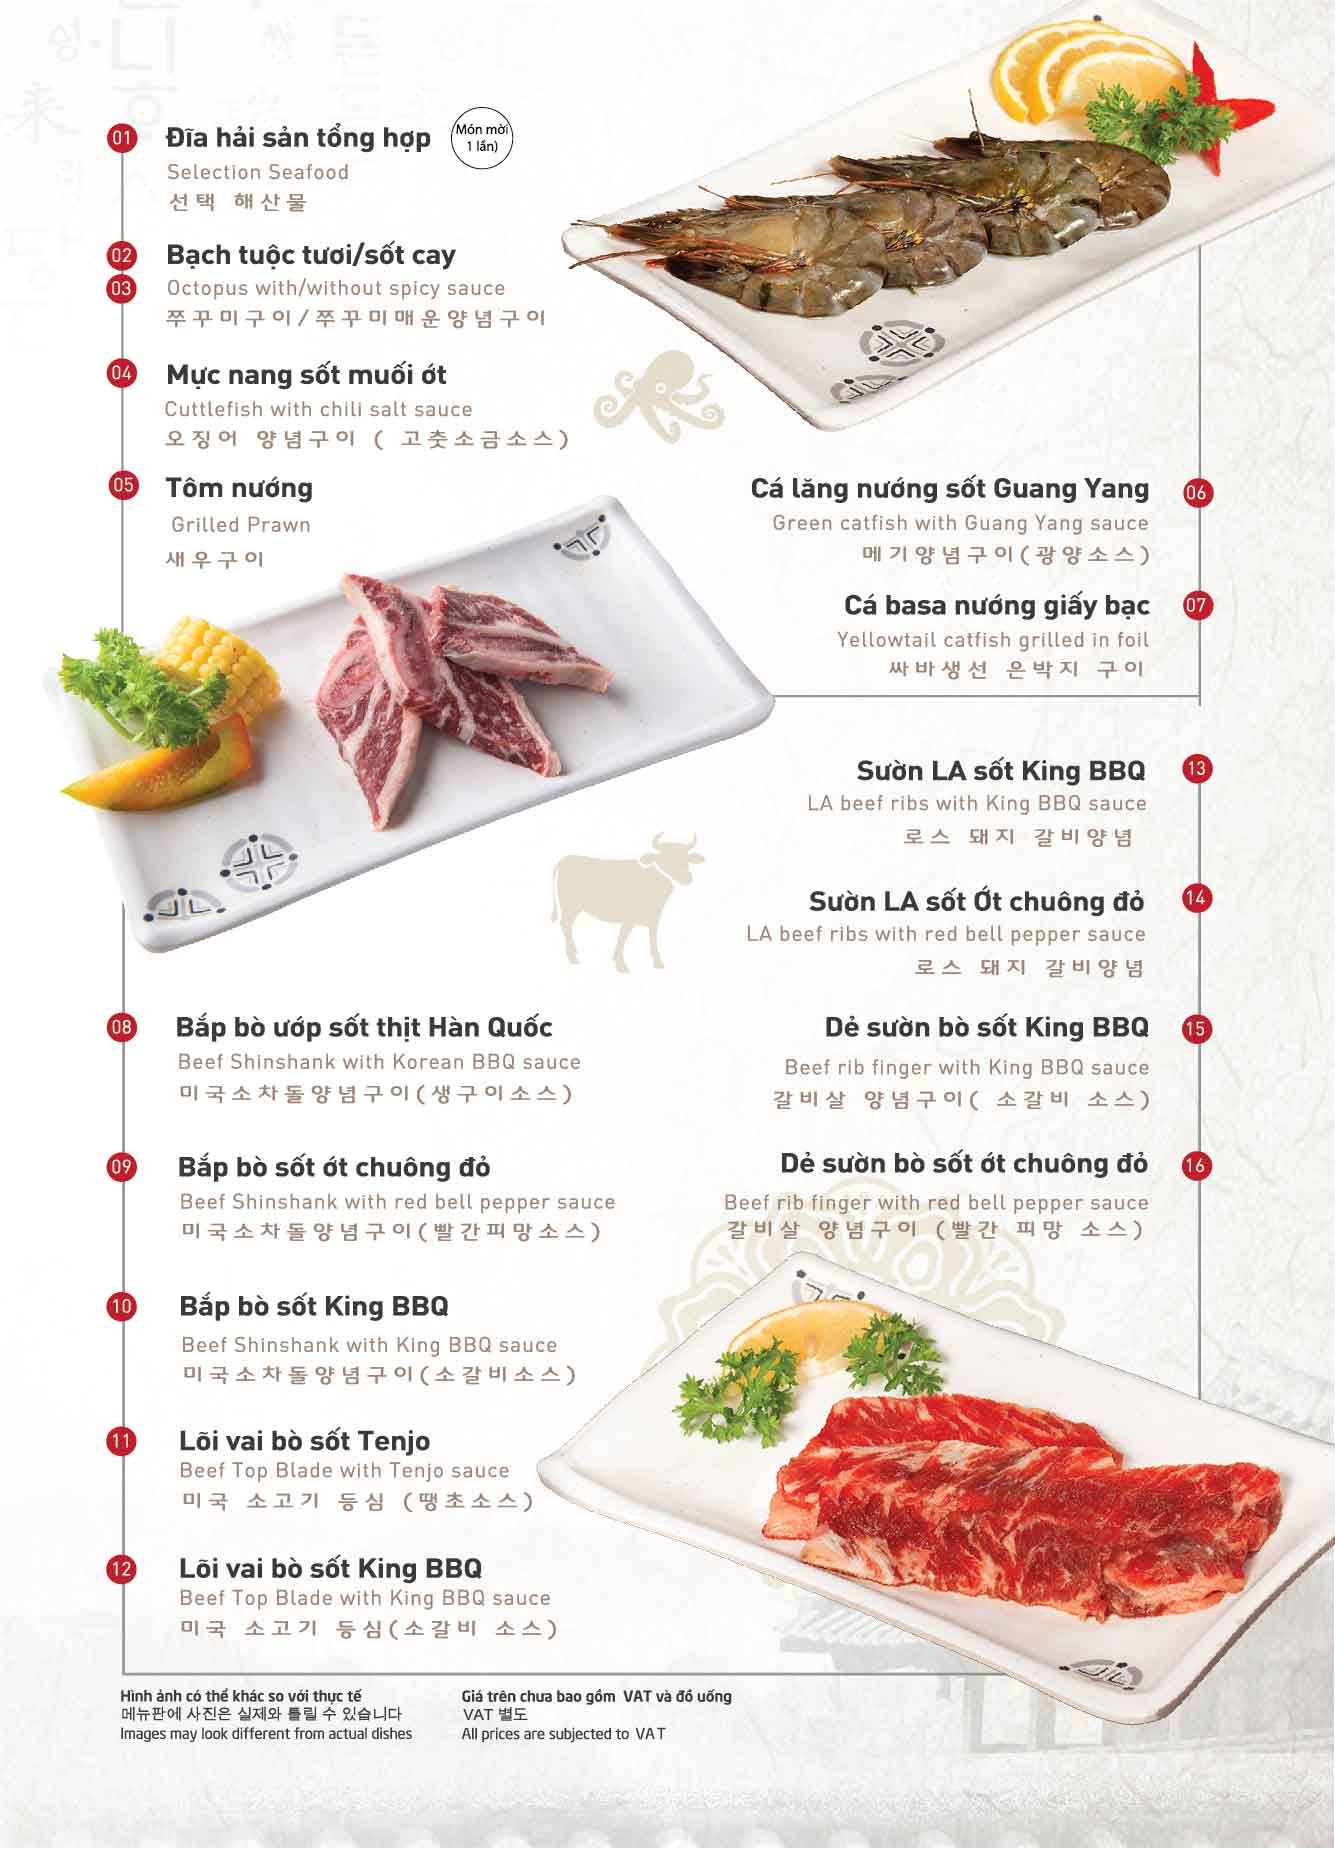 01 Đĩa hải sản tổng hợp
Món mời
1 lần)
Selection Seafood
선택 해산물
02 Bạch tuộc tươi/sốt cay
03 Octopus with/without spicy sauce
쭈꾸미구이/쭈꾸미매운양념구이
04 Mực nang sốt muối ớt
Cuttlefish with chili salt sauce
오징어 양념구이 ( 고춧소금소스)
05 Tôm nướng
Grilled Prawn
새우구이
Cá lăng nướng sốt Guang Yang 06
Green catfish with Guang Yang sauce
메기양념구이(광양소스)
Cá basa nướng giấy bạc 07
Yellowtail catfish grilled in foil
싸바생선 은박지 구이
Sườn LA sốt King BBQ 13
LA beef ribs with King BBQ sauce
로스 돼지 갈비양념
Sườn LA sốt Ớt chuông đỏ 14
LA beef ribs with red bell pepper sauce
로스 돼지 갈비양념
08 Bắp bò ướp sốt thịt Hàn Quốc
Beef Shinshank with Korean BBQ sauce
미국소차돌양념구이(생구이소스)
Dẻ sườn bò sốt King BBQ 15
Beef rib finger with King BBQ sauce
갈비살 양념구이( 소갈비 소스)
09 Bắp bò sốt ớt chuông đỏ
Beef Shinshank with red bell pepper sauce
미국소차돌양념구이(빨간피망소스)
Dẻ sườn bò sốt ớt chuông đỏ 16
Beef rib finger with red bell pepper sauce
갈비살 양념구이 (빨간 피망 소스)
10 Bắp bò sốt King BBQ
Beef Shinshank with King BBQ sauce
미국소차돌양념구이(소갈비소스)
11 Lõi vai bò sốt Tenjo
Beef Top Blade with Tenjo sauce
미국 소고기 등심 (땡초소스)
12 Lõi vai bò sốt King BBQ
Beef Top Blade with King BBQ sauce
미국 소고기 등심(소갈비 소스)
Hình ảnh có thể khác so với thực tế
메뉴판에 사진은 실제와 틀릴 수 있습니다
Images may look different from actual dishes
Giá trên chưa bao gồm VAT và đồ uống
VAT 별도
All prices are subjected to VAT